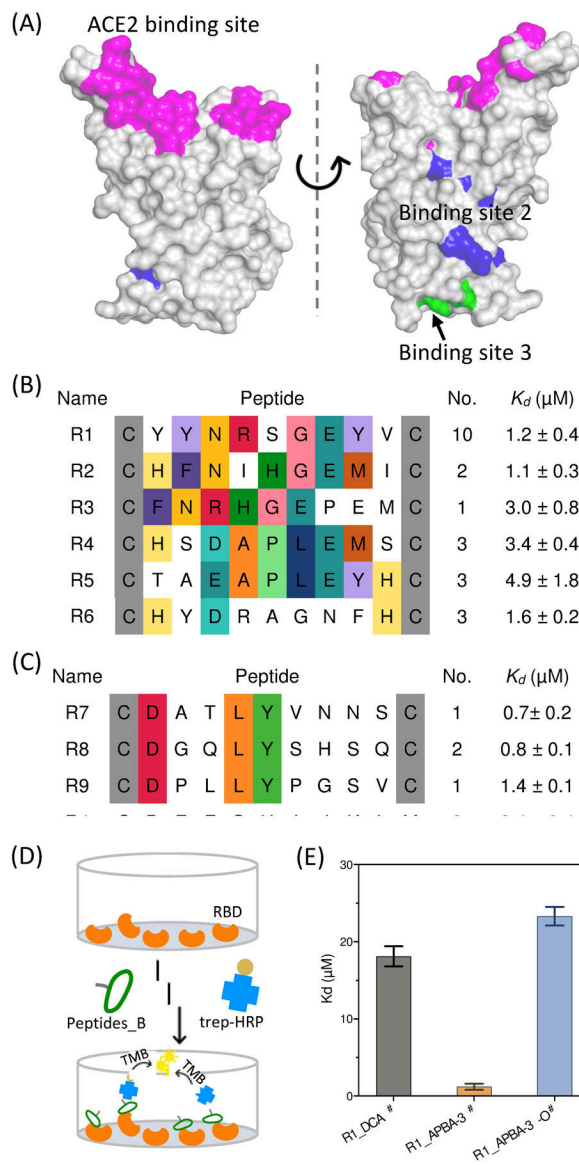 (A)
ACE2 binding site
Binding site 2
Binding site 3
(B)
Name Peptide No. Kd (μM)
R1 C Y Y N R S G E Y V C 10 1.2 ± 0.4
R2 C H F N I H G E M I C 2 1.1 ± 0.3
R3 C F N R H G E P E M C 1 3.0 ± 0.8
R4 C H S D A P L E M S C 3 3.4 ± 0.4
R5 C T A E A P L E Y H C 3 4.9 ± 1.8
R6 C H Y D R A G N F H C 3 1.6 ± 0.2
(C)
Name Peptide No. Kd (μM)
R7 C D A T L Y V N N S C 1 0.7± 0.2
R8 C D G Q L Y S H S Q C 2 0.8 ± 0.1
R9 C D P L L Y P G S V C 1 1.4 ± 0.1
(D)
RBD
Peptides_B
trep-HRP
TMB
TMB
(E)
30
20
10
0
Kd (μM)
R1_DCA #
R1_APBA-3 #
R1_APBA-3 -O#